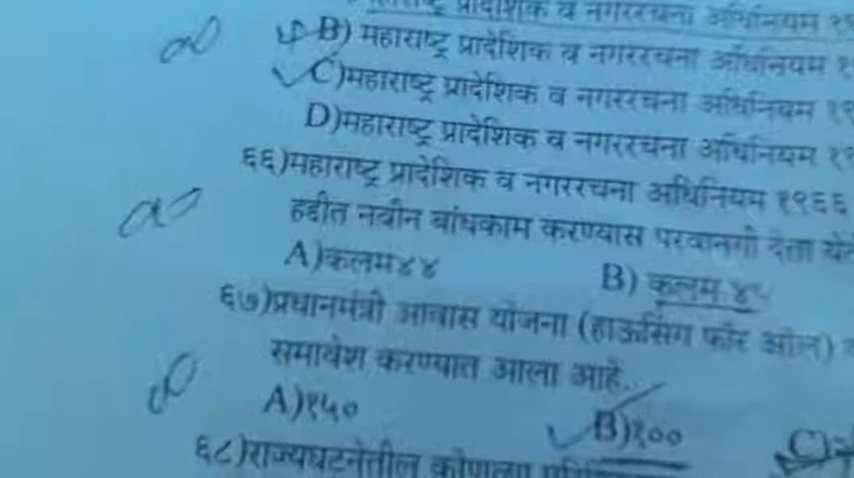 महाराष्ट्र प्रादेशिक व नगररचना अधिनियम
B) महाराष्ट्र प्रादेशिक व नगररचना अधिनियम
C)महाराष्ट्र प्रादेशिक व नगररचना अधिनियम
D)महाराष्ट्र प्रादेशिक व नगररचना अधिनियम
६६)महाराष्ट्र प्रादेशिक व नगररचना अधिनियम १९६६
हद्दीत नवीन बांधकाम करण्यास परवानगी देता
A)कलम४४ B) कलम ४५
६७)प्रधानमंत्री आवास योजना (हाऊसिंग फॉर ऑल)
समावेश करण्यात आला आहे.
A)१५० B)१०० C)
६८)राज्यघटनेतील कोणत्या